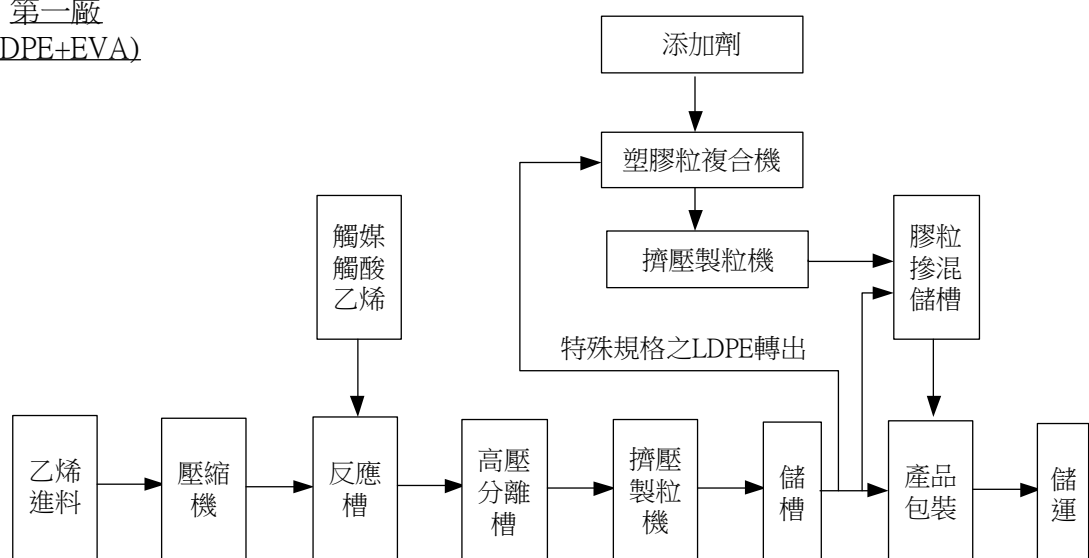 第一廠
DPE+EVA)
添加劑
塑膠粒複合機
擠壓製粒機
觸媒
觸酸
乙烯
膠粒
摻混
儲槽
特殊規格之LDPE轉出
乙烯
進料
壓縮
機
反應
槽
高壓
分離
槽
擠壓
製粒
機
儲
槽
產品
包裝
儲
運